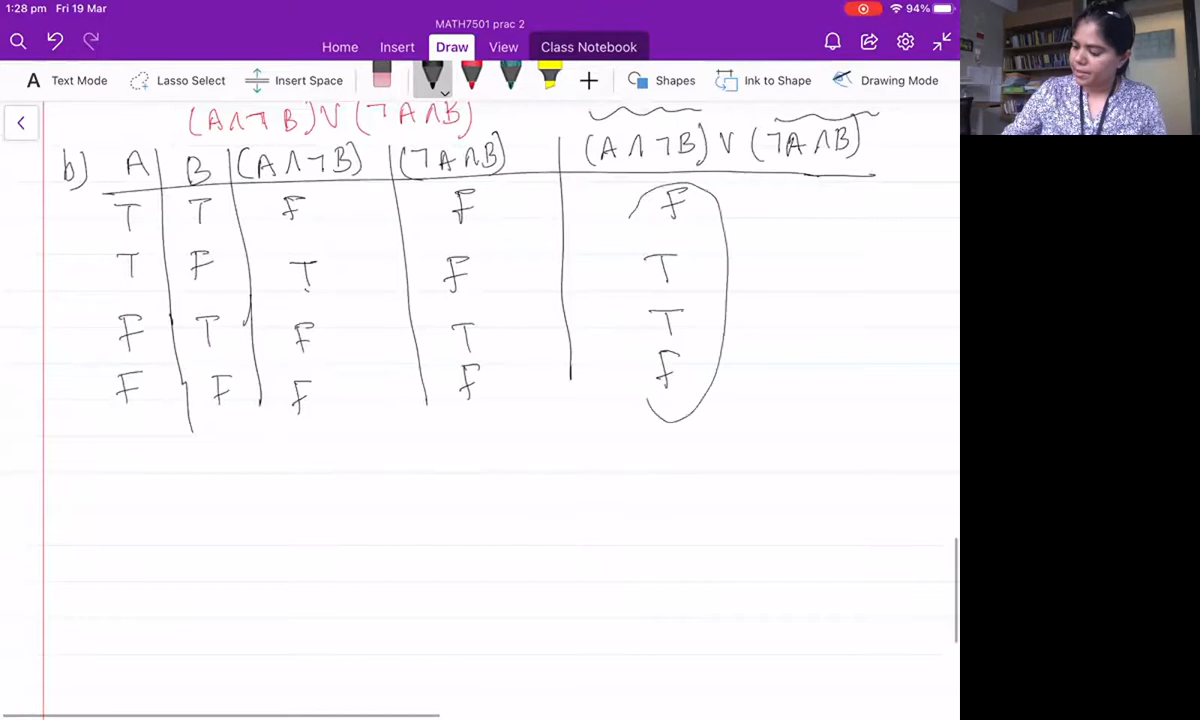 1:28 pm Fri 19 Mar
94%
MATH7501 prac 2
Home Insert Draw View Class Notebook
A Text Mode Lasso Select Insert Space Shapes Ink to Shape Drawing Mode
(A∧¬B)∨(¬A∧B)
b) A B (A∧¬B) (¬A∧B) (A∧¬B)∨(¬A∧B)
T T F F F
T F T F T
F T F T T
F F F F F